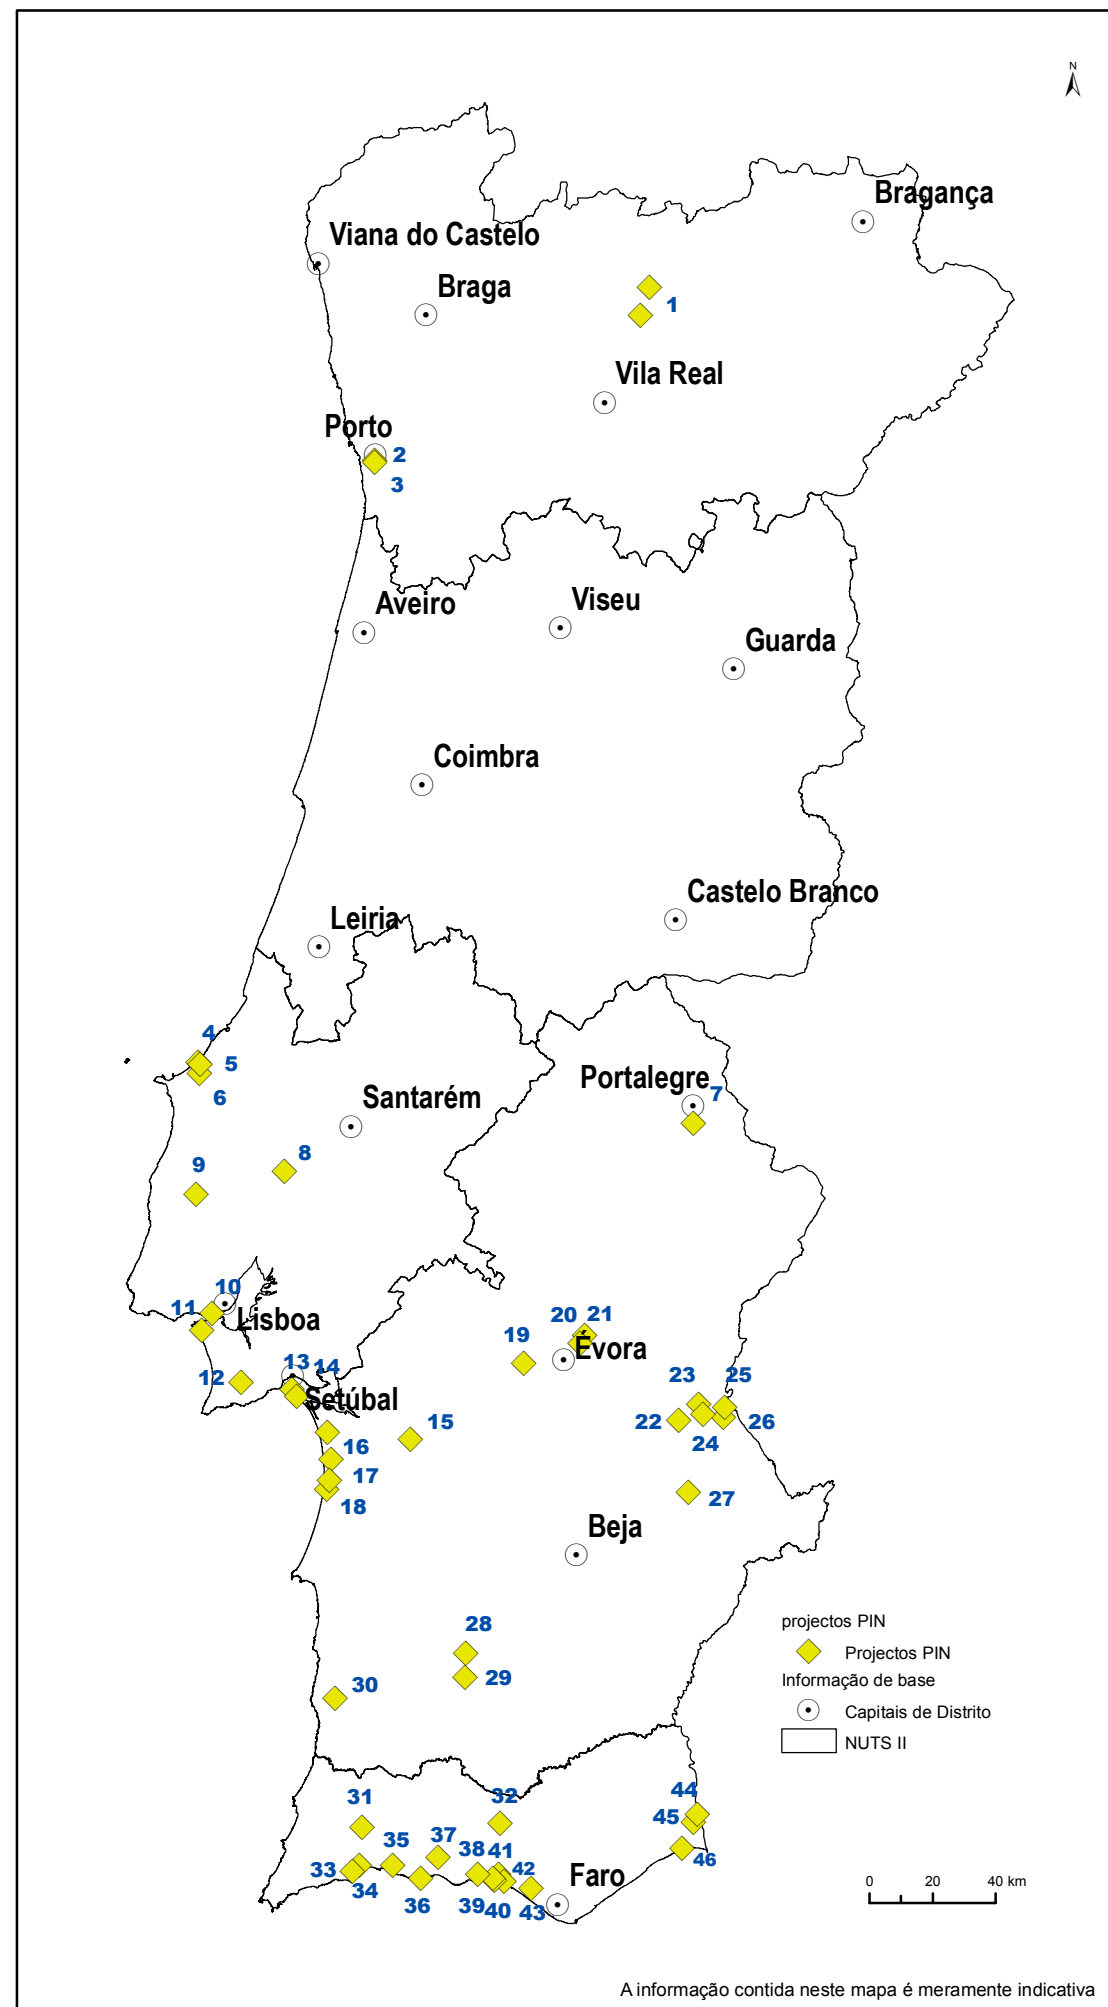 N
Bragança
Viana do Castelo
Braga
1
Vila Real
Porto
2
3
Aveiro
Viseu
Guarda
Coimbra
Castelo Branco
Leiria
4
5
6
Portalegre
7
Santarém
8
9
10
11
Lisboa
12
13
14
Setúbal
15
16
17
18
19
20
21
Évora
22
23
24
25
26
27
Beja
28
29
30
projectos PIN
Projectos PIN
Informação de base
Capitais de Distrito
NUTS II
31
32
33
34
35
36
37
38
39
40
41
42
43
Faro
44
45
46
0 20 40 km
A informação contida neste mapa é meramente indicativa